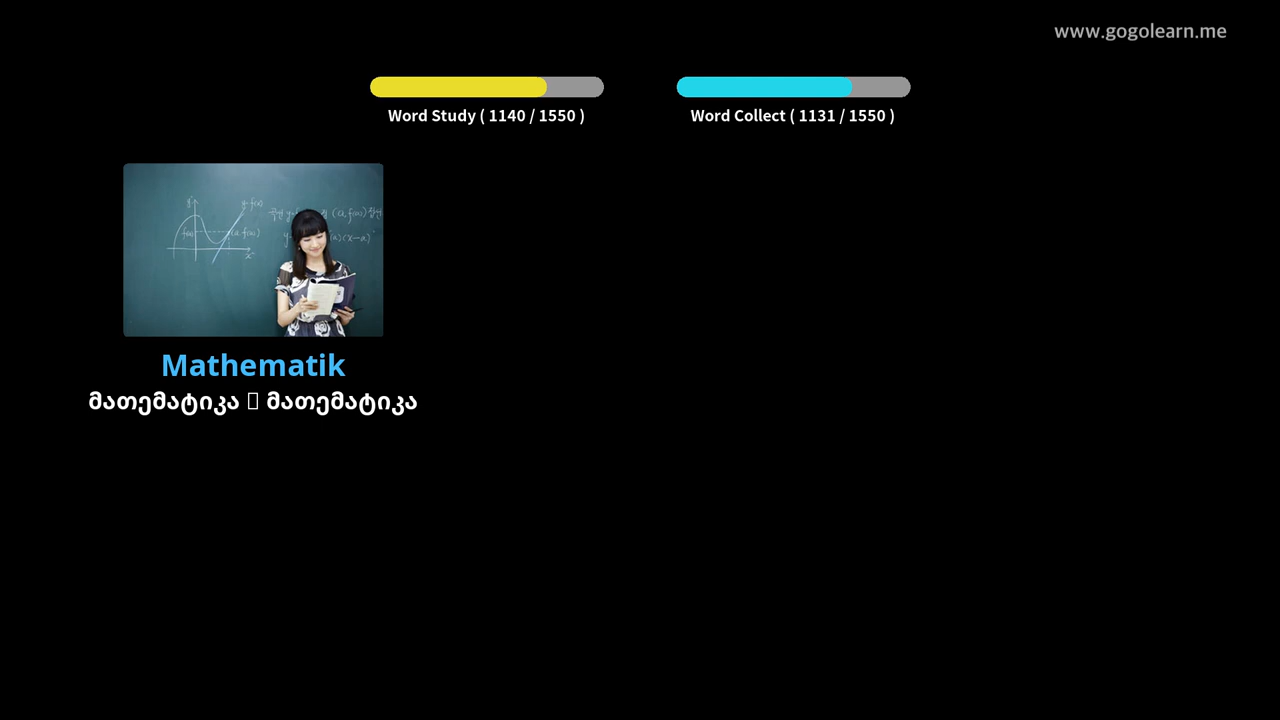 www.gogolearn.me
Word Study ( 1140 / 1550 )
Word Collect ( 1131 / 1550 )
y=f(x)
f(a)
(a, f(a))
x
Mathematik
მათემატიკა ▯ მათემატიკა